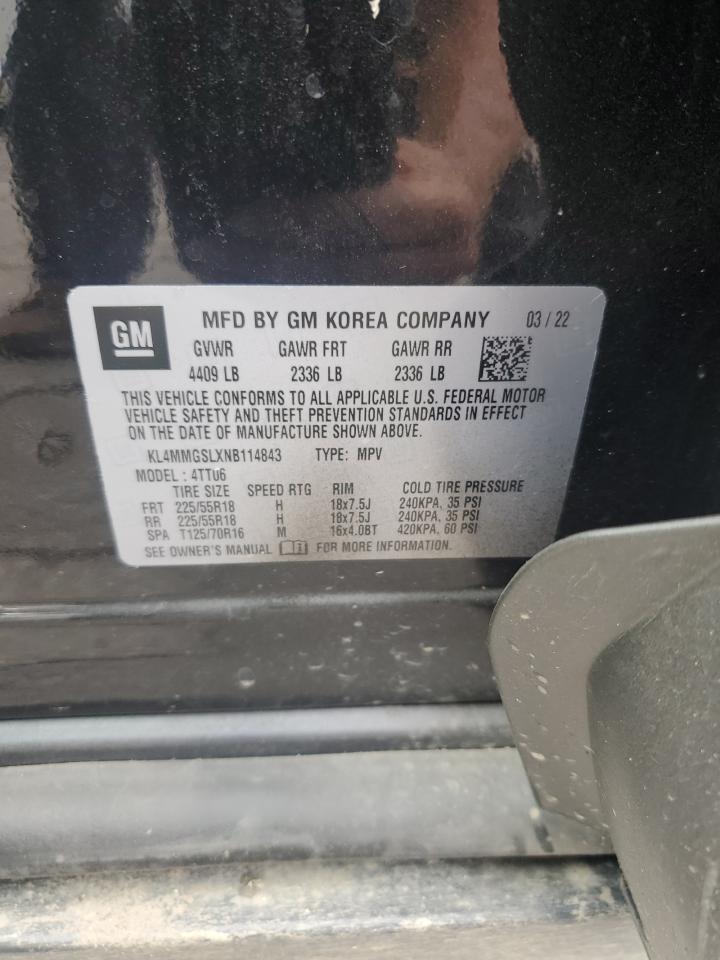 GM
MFD BY GM KOREA COMPANY 03 / 22
GVWR GAWR FRT GAWR RR
4409 LB 2336 LB 2336 LB
THIS VEHICLE CONFORMS TO ALL APPLICABLE U.S. FEDERAL MOTOR
VEHICLE SAFETY AND THEFT PREVENTION STANDARDS IN EFFECT
ON THE DATE OF MANUFACTURE SHOWN ABOVE.
KL4MMGSLXNB114843 TYPE: MPV
MODEL : 4TTU6
TIRE SIZE SPEED RTG RIM COLD TIRE PRESSURE
FRT 225/55R18 H 18x7.5J 240KPA, 35 PSI
RR 225/55R18 H 18x7.5J 240KPA, 35 PSI
SPA T125/70R16 M 16x4.0BT 420KPA, 60 PSI
SEE OWNER'S MANUAL FOR MORE INFORMATION.